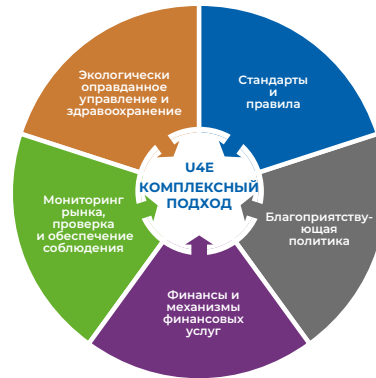 Экологически
оправданное
управление и
здравоохранение
Стандарты
и
правила
U4E
КОМПЛЕКСНЫЙ
ПОДХОД
Мониторинг
рынка,
проверка
и обеспечение
соблюдения
Благоприятству-
ющая
политика
Финансы и
механизмы
финансовых
услуг